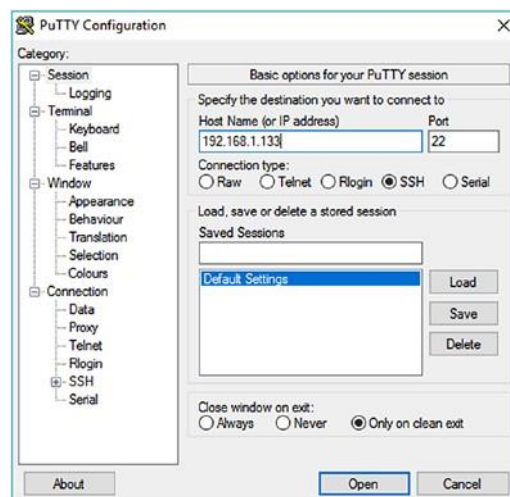 PuTTY Configuration
Category:
Session
Logging
Terminal
Keyboard
Bell
Features
Window
Appearance
Behaviour
Translation
Selection
Colours
Connection
Data
Proxy
Telnet
Rlogin
SSH
Serial
Basic options for your PuTTY session
Specify the destination you want to connect to
Host Name (or IP address) Port
192.168.1.133 22
Connection type:
Raw Telnet Rlogin SSH Serial
Load, save or delete a stored session
Saved Sessions
Default Settings
Load
Save
Delete
Close window on exit:
Always Never Only on clean exit
About Open Cancel